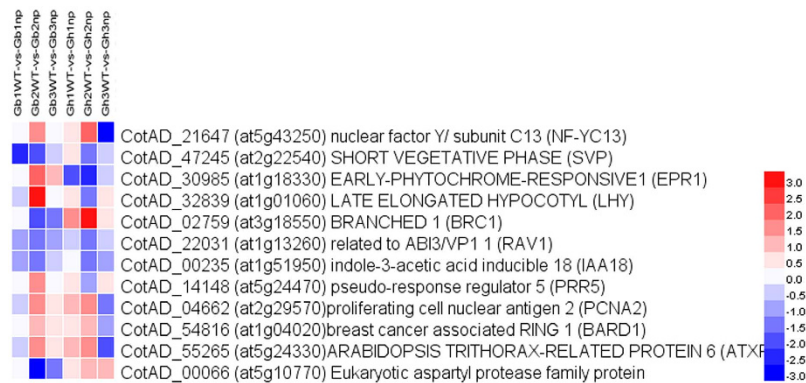 Gb1WT-vs-Gb1np
Gb2WT-vs-Gb2np
Gb3WT-vs-Gb3np
Gh1WT-vs-Gh1np
Gh2WT-vs-Gh2np
Gh3WT-vs-Gh3np
CotAD_21647 (at5g43250) nuclear factor Y/ subunit C13 (NF-YC13)
CotAD_47245 (at2g22540) SHORT VEGETATIVE PHASE (SVP)
CotAD_30985 (at1g18330) EARLY-PHYTOCHROME-RESPONSIVE1 (EPR1)
CotAD_32839 (at1g01060) LATE ELONGATED HYPOCOTYL (LHY)
CotAD_02759 (at3g18550) BRANCHED 1 (BRC1)
CotAD_22031 (at1g13260) related to ABI3/VP1 1 (RAV1)
CotAD_00235 (at1g51950) indole-3-acetic acid inducible 18 (IAA18)
CotAD_14148 (at5g24470) pseudo-response regulator 5 (PRR5)
CotAD_04662 (at2g29570)proliferating cell nuclear antigen 2 (PCNA2)
CotAD_54816 (at1g04020)breast cancer associated RING 1 (BARD1)
CotAD_55265 (at5g24330)ARABIDOPSIS TRITHORAX-RELATED PROTEIN 6 (ATXR
CotAD_00066 (at5g10770) Eukaryotic aspartyl protease family protein
3.0
2.5
2.0
1.5
1.0
0.5
0.0
-0.5
-1.0
-1.5
-2.0
-2.5
-3.0